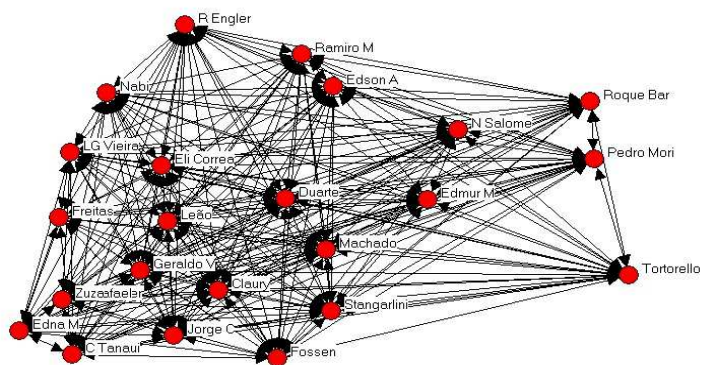 R Engler
Ramiro M
Edson A
Nabi
Roque Bar
N Salome
LG Vieira
Eli Correa
Pedro Mori
Duarte
Edmur M
Freitas
Leão
Machado
Geraldo V
Tortorello
Claury
Stangarlini
Edna M
Jorge C
C Tanaui
Fossen